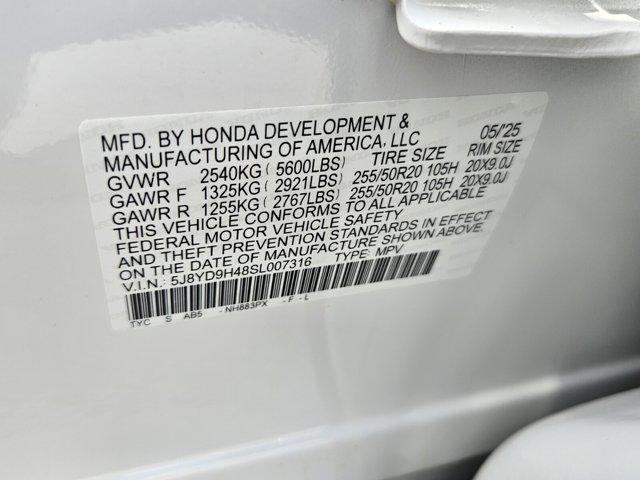 MFD. BY HONDA DEVELOPMENT & 05/'25
MANUFACTURING OF AMERICA, LLC
GVWR 2540KG (5600LBS) TIRE SIZE RIM SIZE
GAWR F 1325KG (2921LBS) 255/50R20 105H 20X9.0J
GAWR R 1255KG (2767LBS) 255/50R20 105H 20X9.0J
THIS VEHICLE CONFORMS TO ALL APPLICABLE
FEDERAL MOTOR VEHICLE SAFETY
AND THEFT PREVENTION STANDARDS IN EFFECT
ON THE DATE OF MANUFACTURE SHOWN ABOVE.
V.I.N.: 5J8YD9H48SL007316 TYPE: MPV
TYC S AB5 - NH883PX - F - L